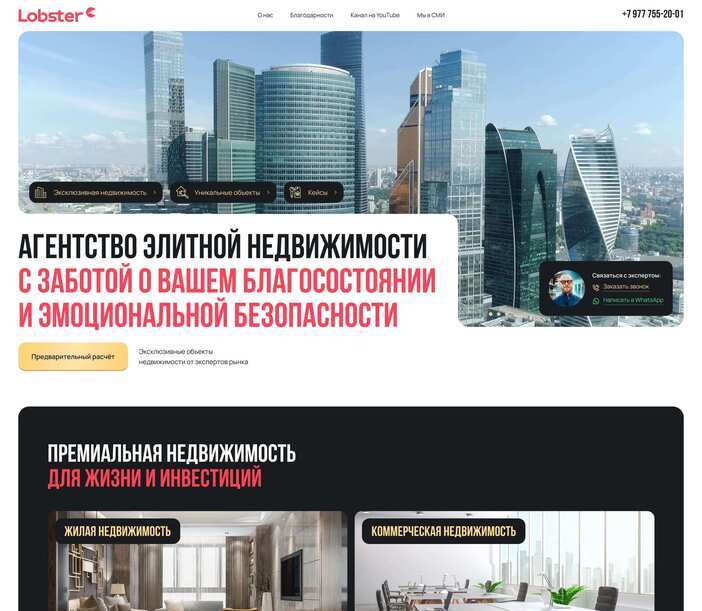 Lobster
О нас
Благодарности
Канал на YouTube
Мы в СМИ
+7 977 755-20-01
Эксклюзивная недвижимость
Уникальные объекты
Кейсы
АГЕНТСТВО ЭЛИТНОЙ НЕДВИЖИМОСТИ
С ЗАБОТОЙ О ВАШЕМ БЛАГОСОСТОЯНИИ
И ЭМОЦИОНАЛЬНОЙ БЕЗОПАСНОСТИ
Связаться с экспертом:
Заказать звонок
Написать в WhatsApp
Предварительный расчёт
Эксклюзивные объекты
недвижимости от экспертов рынка
ПРЕМИАЛЬНАЯ НЕДВИЖИМОСТЬ
ДЛЯ ЖИЗНИ И ИНВЕСТИЦИЙ
ЖИЛАЯ НЕДВИЖИМОСТЬ
КОММЕРЧЕСКАЯ НЕДВИЖИМОСТЬ